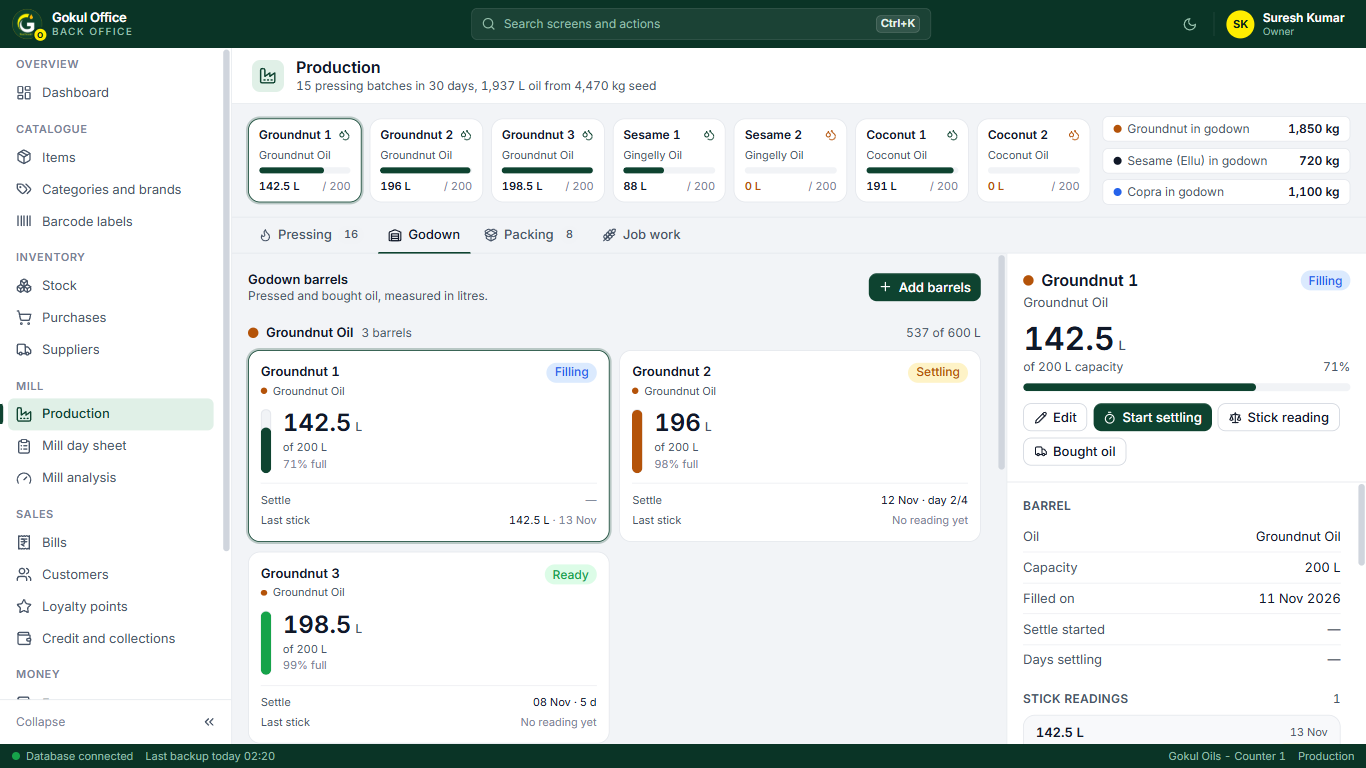 Gokul Office
BACK OFFICE
Search screens and actions
Ctrl+K
SK
Suresh Kumar
Owner
OVERVIEW
Dashboard
CATALOGUE
Items
Categories and brands
Barcode labels
INVENTORY
Stock
Purchases
Suppliers
MILL
Production
Mill day sheet
Mill analysis
SALES
Bills
Customers
Loyalty points
Credit and collections
MONEY
Collapse
Production
15 pressing batches in 30 days, 1,937 L oil from 4,470 kg seed
Groundnut 1
Groundnut Oil
142.5 L / 200
Groundnut 2
Groundnut Oil
196 L / 200
Groundnut 3
Groundnut Oil
198.5 L / 200
Sesame 1
Gingelly Oil
88 L / 200
Sesame 2
Gingelly Oil
0 L / 200
Coconut 1
Coconut Oil
191 L / 200
Coconut 2
Coconut Oil
0 L / 200
Groundnut in godown 1,850 kg
Sesame (Ellu) in godown 720 kg
Copra in godown 1,100 kg
Pressing 16
Godown
Packing 8
Job work
Godown barrels
Pressed and bought oil, measured in litres.
+ Add barrels
Groundnut Oil 3 barrels 537 of 600 L
Groundnut 1 Filling
Groundnut Oil
142.5 L
of 200 L
71% full
Settle —
Last stick 142.5 L · 13 Nov
Groundnut 2 Settling
Groundnut Oil
196 L
of 200 L
98% full
Settle 12 Nov · day 2/4
Last stick No reading yet
Groundnut 3 Ready
Groundnut Oil
198.5 L
of 200 L
99% full
Settle 08 Nov · 5 d
Last stick No reading yet
Groundnut 1 Filling
Groundnut Oil
142.5 L
of 200 L capacity 71%
Edit
Start settling
Stick reading
Bought oil
BARREL
Oil Groundnut Oil
Capacity 200 L
Filled on 11 Nov 2026
Settle started —
Days settling —
STICK READINGS 1
142.5 L 13 Nov
Database connected
Last backup today 02:20
Gokul Oils - Counter 1
Production